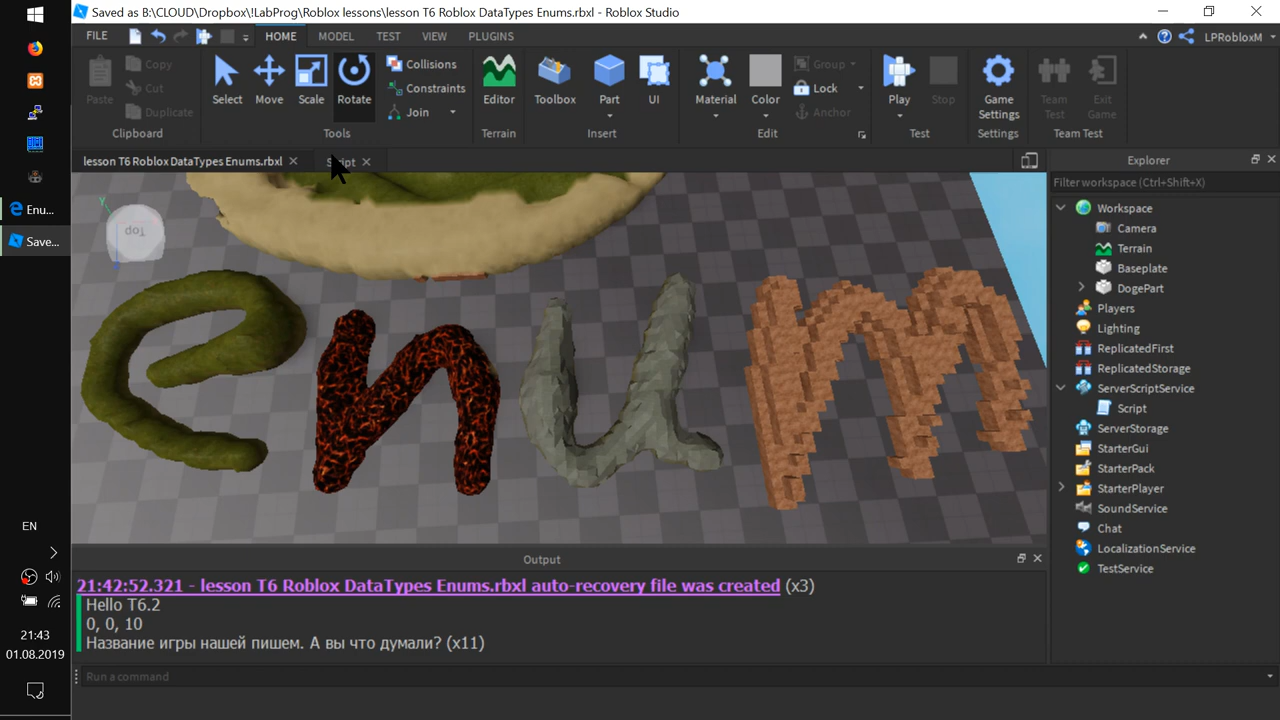 Saved as B:\CLOUD\Dropbox\!LabProg\Roblox lessons\lesson T6 Roblox DataTypes Enums.rbxl - Roblox Studio
FILE HOME MODEL TEST VIEW PLUGINS LPRobloxM
Paste Copy Cut Duplicate
Clipboard
Select Move Scale Rotate
Collisions
Constraints
Join
Tools
Editor
Terrain
Toolbox Part UI
Insert
Material Color
Group
Lock
Anchor
Edit
Play Stop
Test
Game Settings
Settings
Team Test
Exit Game
Team Test
lesson T6 Roblox DataTypes Enums.rbxl
Script
Explorer
Filter workspace (Ctrl+Shift+X)
Workspace
Camera
Terrain
Baseplate
DogePart
Players
Lighting
ReplicatedFirst
ReplicatedStorage
ServerScriptService
Script
ServerStorage
StarterGui
StarterPack
StarterPlayer
SoundService
Chat
LocalizationService
TestService
y
Top
enum
Output
21:42:52.321 - lesson T6 Roblox DataTypes Enums.rbxl auto-recovery file was created (x3)
Hello T6.2
0, 0, 10
Название игры нашей пишем. А вы что думали? (x11)
Run a command
Enu...
Save...
EN
21:43
01.08.2019